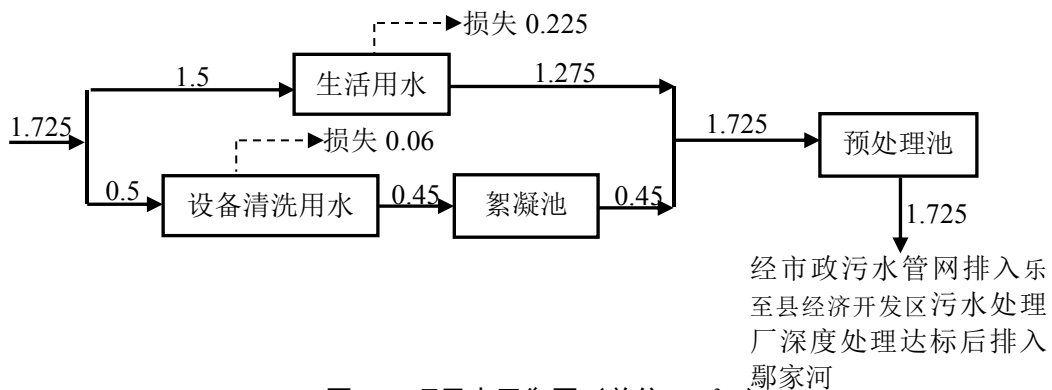 损失 0.225
1.5
生活用水
1.275
1.725
损失 0.06
1.725
预处理池
0.5
设备清洗用水
0.45
絮凝池
0.45
1.725
经市政污水管网排入乐
至县经济开发区污水处理
厂深度处理达标后排入
鄢家河